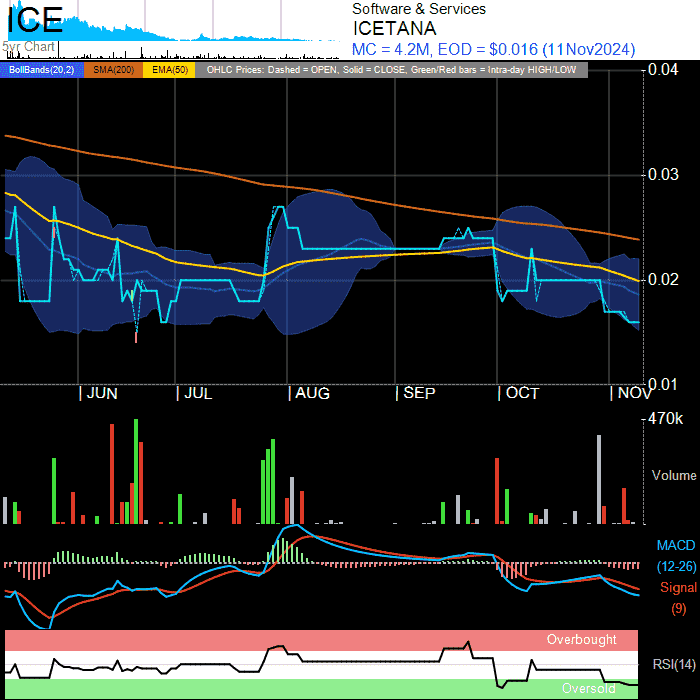 ICE
5yr Chart
Software & Services
ICETANA
MC = 4.2M, EOD = $0.016 (11Nov2024)
BollBands(20,2) SMA(200) EMA(50) OHLC Prices: Dashed = OPEN, Solid = CLOSE, Green/Red bars = Intra-day HIGH/LOW
0.04
0.03
0.02
0.01
JUN JUL AUG SEP OCT NOV
470k
Volume
MACD
(12-26)
Signal
(9)
Overbought
RSI(14)
Oversold